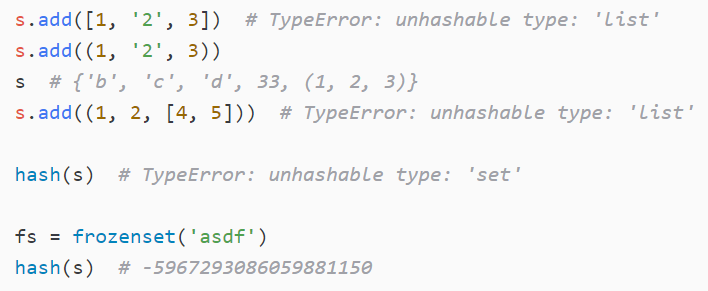 s.add([1, '2', 3])  # TypeError: unhashable type: 'list'
s.add((1, '2', 3))
s  # {'b', 'c', 'd', 33, (1, 2, 3)}
s.add((1, 2, [4, 5]))  # TypeError: unhashable type: 'list'
hash(s)  # TypeError: unhashable type: 'set'
fs = frozenset('asdf')
hash(s)  # -5967293086059881150